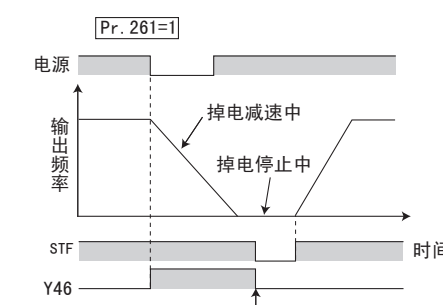 Pr.261=1
电源
输出频率
掉电减速中
掉电停止中
STF
时间
Y46